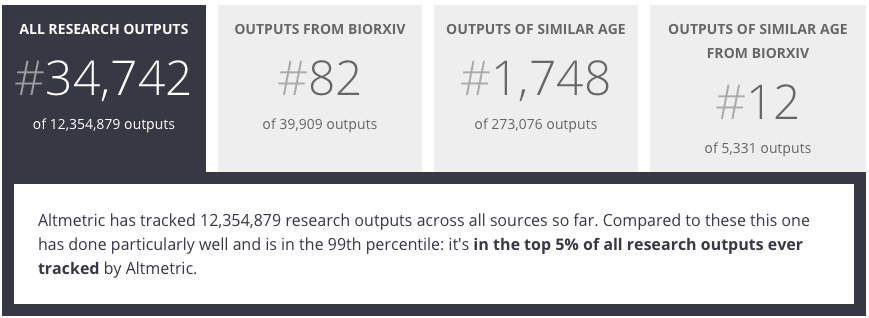 ALL RESEARCH OUTPUTS
#34,742
of 12,354,879 outputs
OUTPUTS FROM BIORXIV
#82
of 39,909 outputs
OUTPUTS OF SIMILAR AGE
#1,748
of 273,076 outputs
OUTPUTS OF SIMILAR AGE
FROM BIORXIV
#12
of 5,331 outputs
Altmetric has tracked 12,354,879 research outputs across all sources so far. Compared to these this one
has done particularly well and is in the 99th percentile: it's in the top 5% of all research outputs ever
tracked by Altmetric.